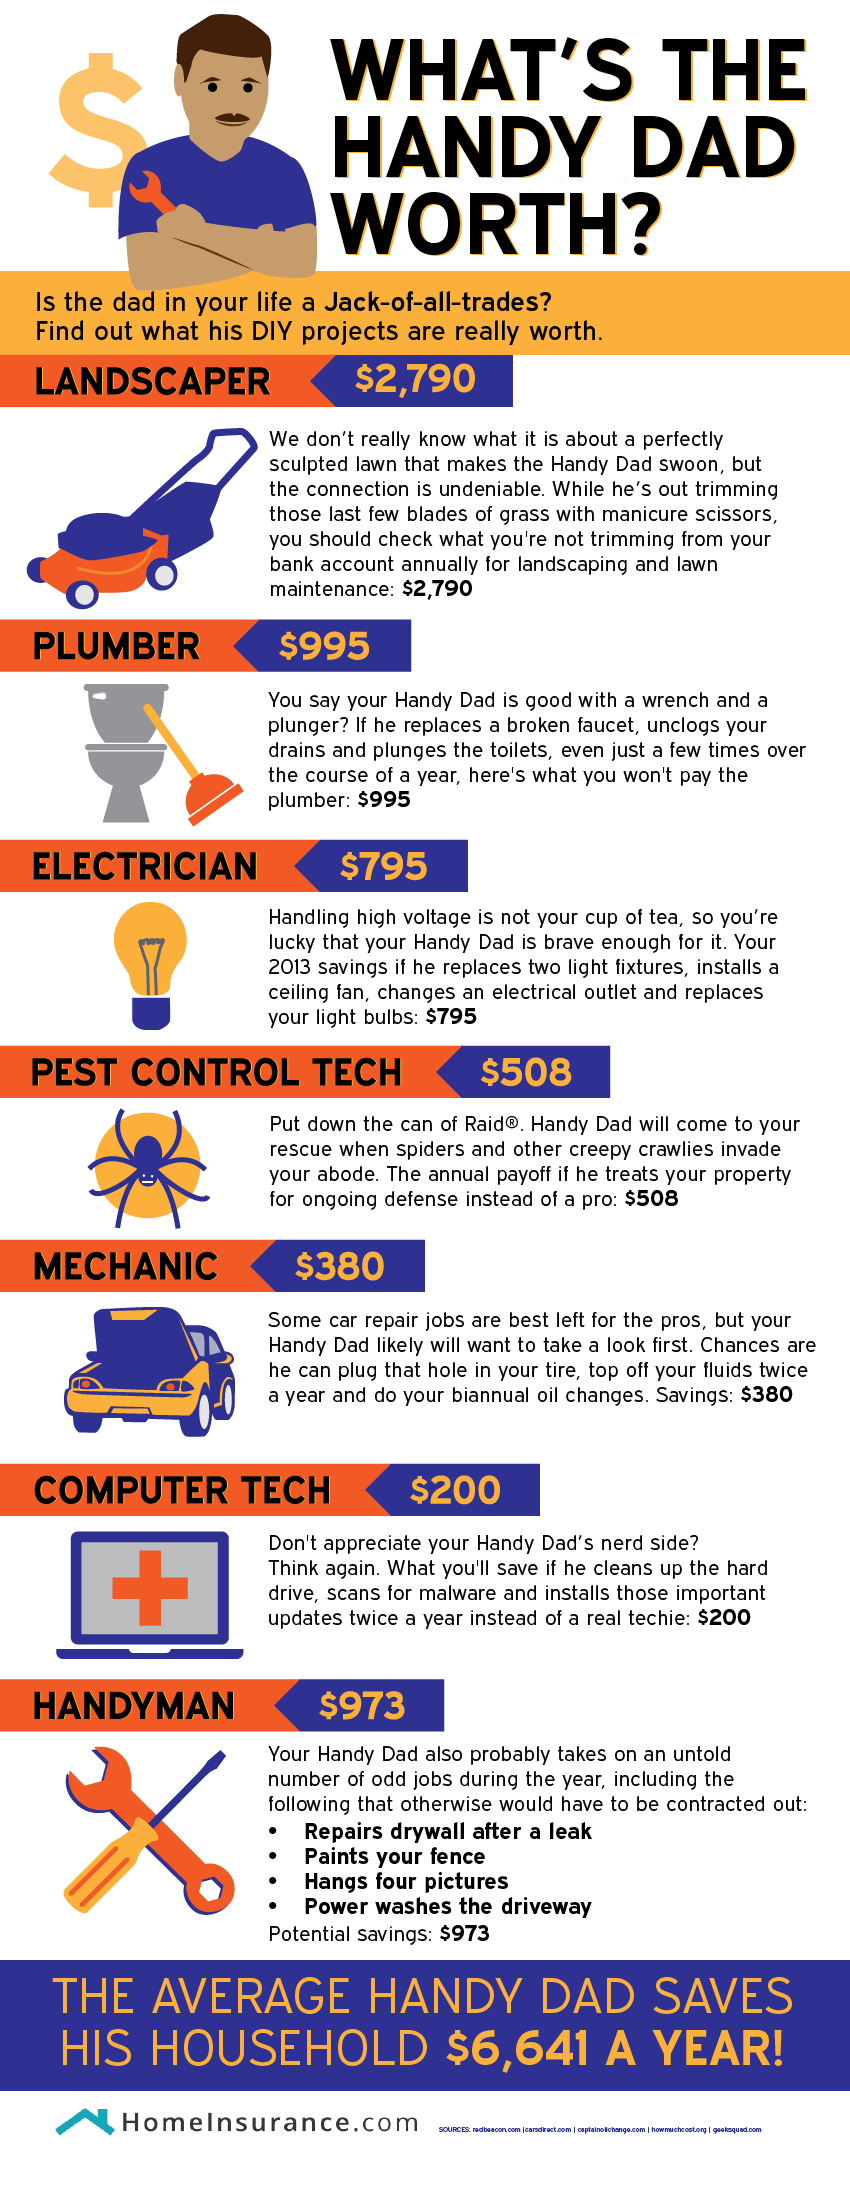 WHAT'S THE
HANDY DAD
WORTH?
Is the dad in your life a Jack-of-all-trades?
Find out what his DIY projects are really worth.
LANDSCAPER $2,790
We don't really know what it is about a perfectly
sculpted lawn that makes the Handy Dad swoon, but
the connection is undeniable. While he's out trimming
those last few blades of grass with manicure scissors,
you should check what you're not trimming from your
bank account annually for landscaping and lawn
maintenance: $2,790
PLUMBER $995
You say your Handy Dad is good with a wrench and a
plunger? If he replaces a broken faucet, unclogs your
drains and plunges the toilets, even just a few times over
the course of a year, here's what you won't pay the
plumber: $995
ELECTRICIAN $795
Handling high voltage is not your cup of tea, so you're
lucky that your Handy Dad is brave enough for it. Your
2013 savings if he replaces two light fixtures, installs a
ceiling fan, changes an electrical outlet and replaces
your light bulbs: $795
PEST CONTROL TECH $508
Put down the can of Raid®. Handy Dad will come to your
rescue when spiders and other creepy crawlies invade
your abode. The annual payoff if he treats your property
for ongoing defense instead of a pro: $508
MECHANIC $380
Some car repair jobs are best left for the pros, but your
Handy Dad likely will want to take a look first. Chances are
he can plug that hole in your tire, top off your fluids twice
a year and do your biannual oil changes. Savings: $380
COMPUTER TECH $200
Don't appreciate your Handy Dad's nerd side?
Think again. What you'll save if he cleans up the hard
drive, scans for malware and installs those important
updates twice a year instead of a real techie: $200
HANDYMAN $973
Your Handy Dad also probably takes on an untold
number of odd jobs during the year, including the
following that otherwise would have to be contracted out:
• Repairs drywall after a leak
• Paints your fence
• Hangs four pictures
• Power washes the driveway
Potential savings: $973
THE AVERAGE HANDY DAD SAVES
HIS HOUSEHOLD $6,641 A YEAR!
HomeInsurance.com
SOURCES: redbeacon.com | carsdirect.com | captainoilchange.com | howmuchcost.org | geeksquad.com